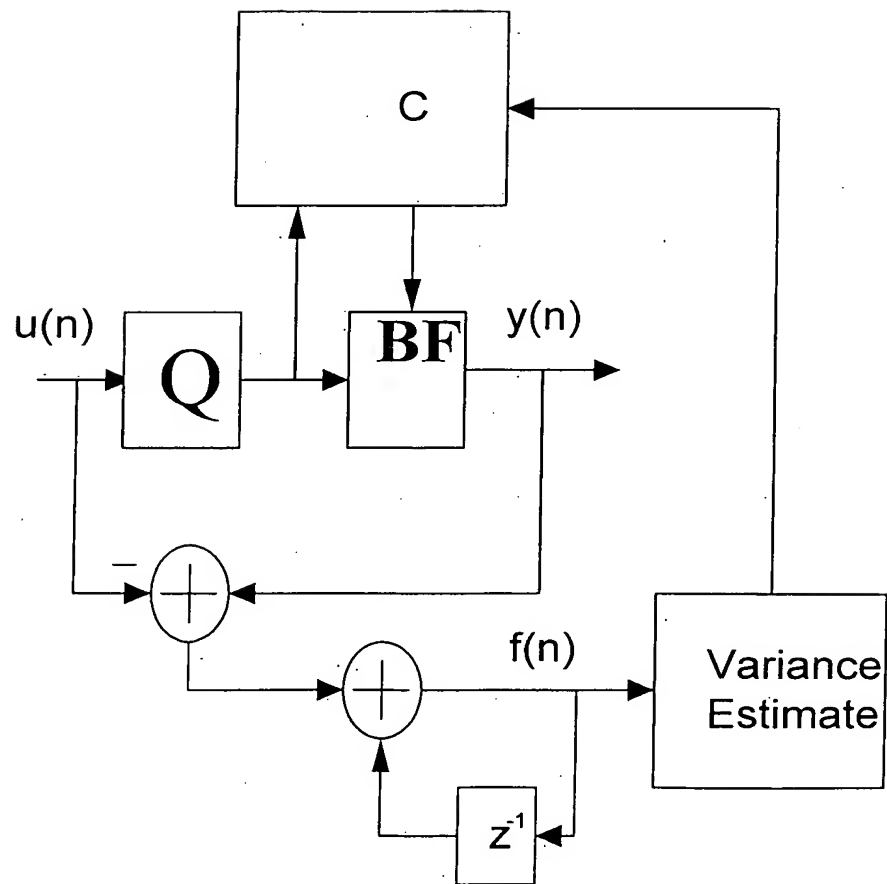 C
u(n)
Q
BF
y(n)
−
+
+
f(n)
Variance
Estimate
z-1